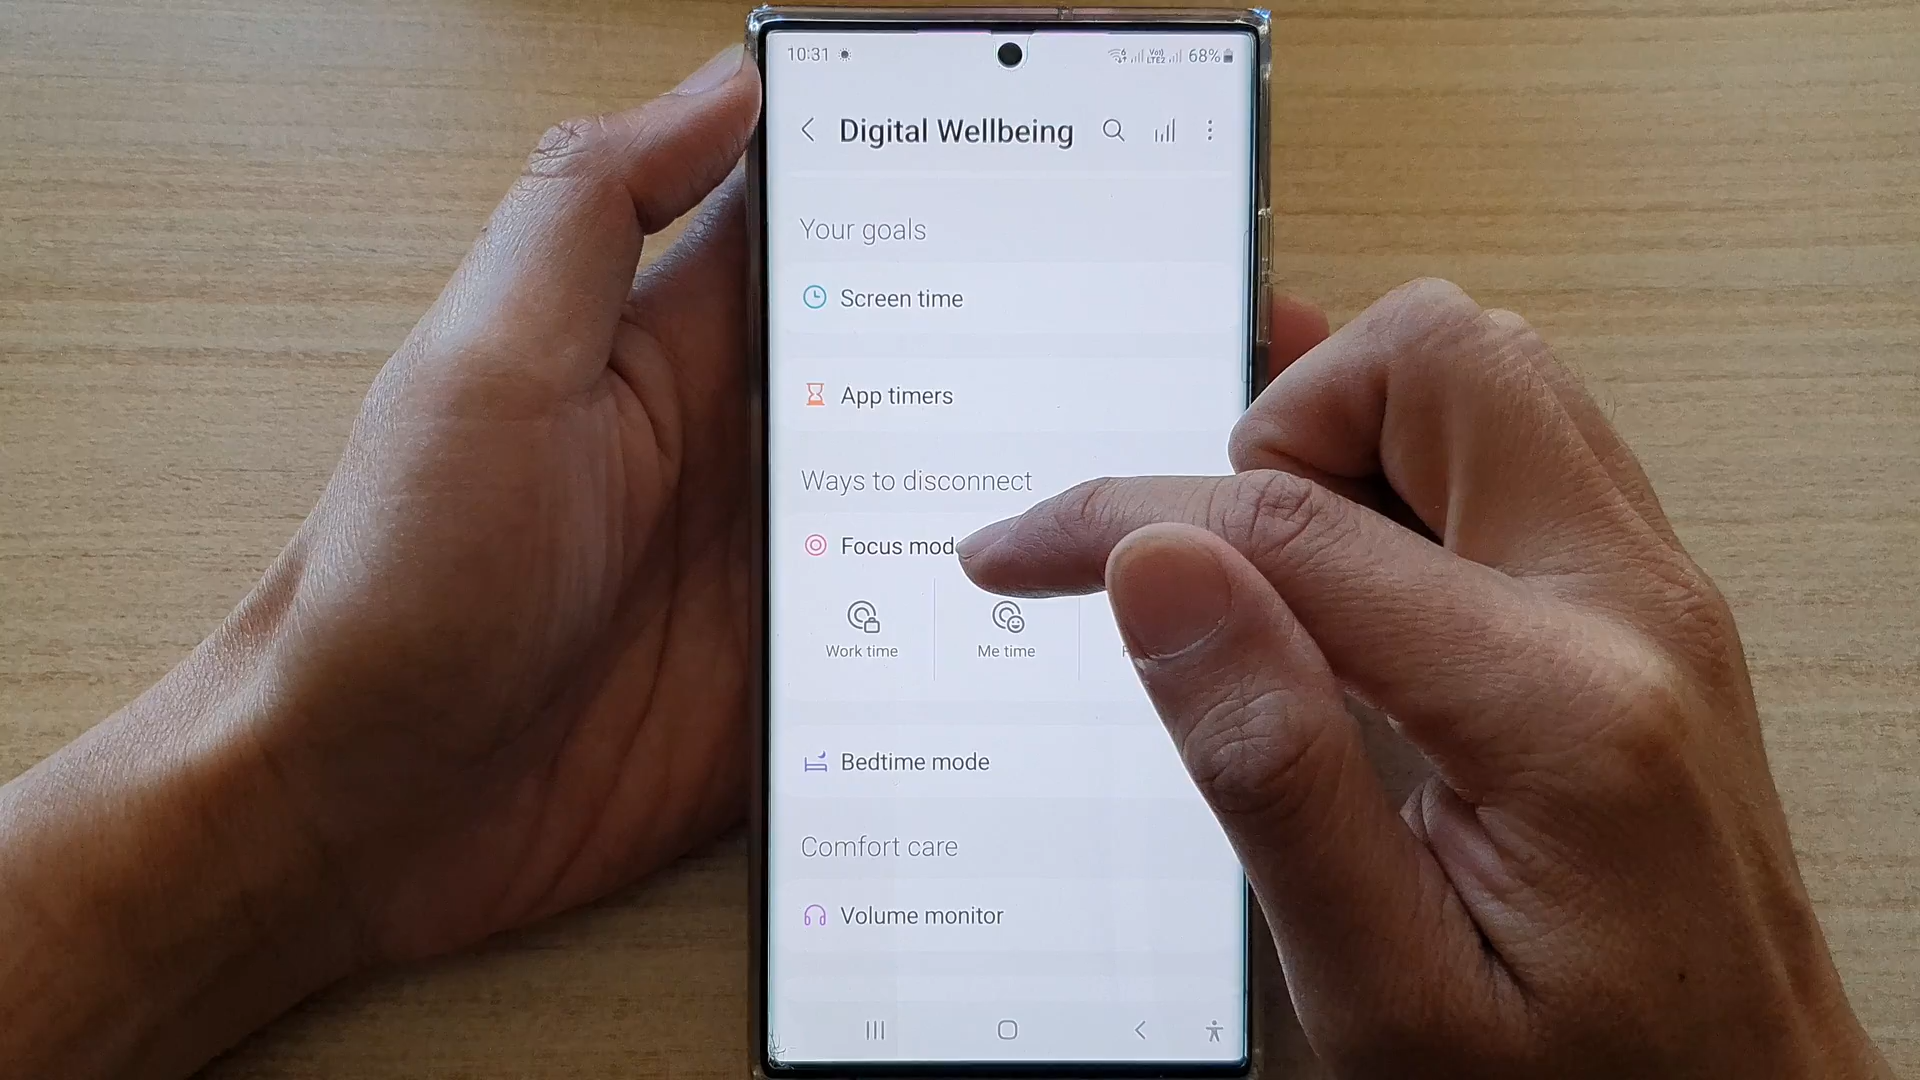 10:31
68%
Digital Wellbeing
Your goals
Screen time
App timers
Ways to disconnect
Focus mod
Work time
Me time
Bedtime mode
Comfort care
Volume monitor